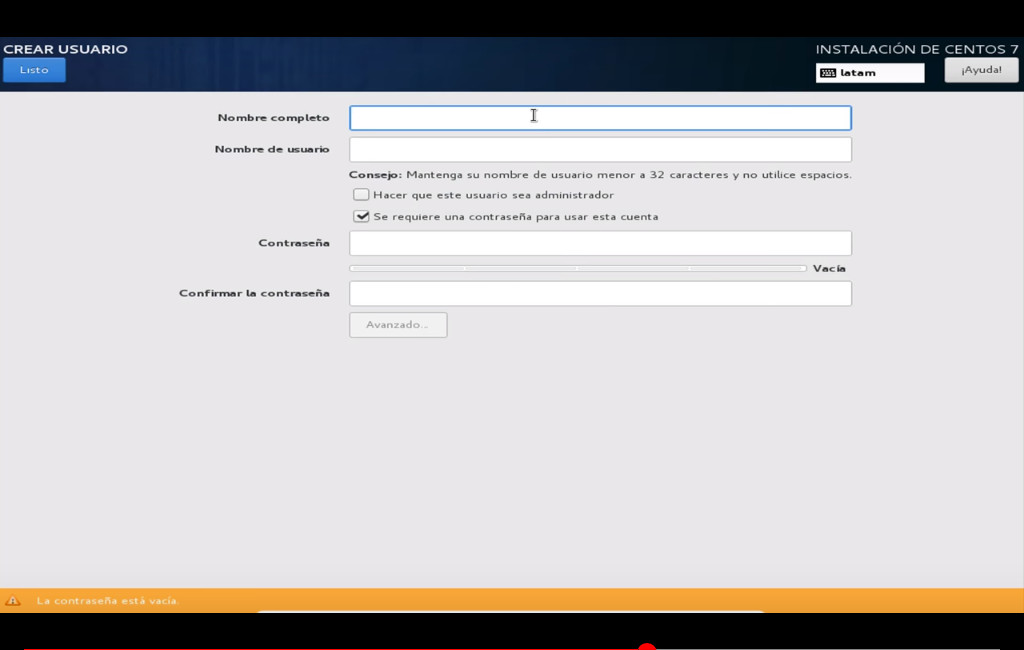 CREAR USUARIO
INSTALACIÓN DE CENTOS 7
Listo
latam
¡Ayuda!
Nombre completo
Nombre de usuario
Consejo: Mantenga su nombre de usuario menor a 32 caracteres y no utilice espacios.
Hacer que este usuario sea administrador
Se requiere una contraseña para usar esta cuenta
Contraseña
Vacía
Confirmar la contraseña
Avanzado...
La contraseña está vacía.